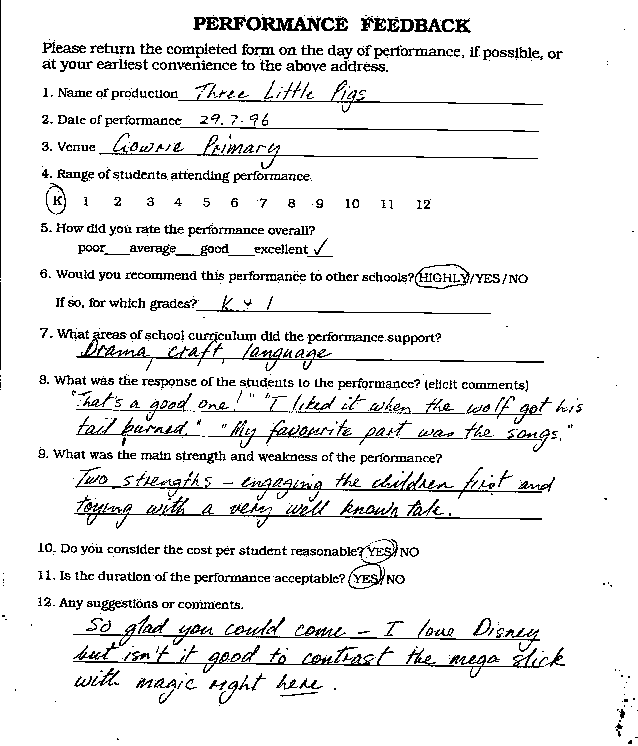 PERFORMANCE FEEDBACK
Please return the completed form on the day of performance, if possible, or
at your earliest convenience to the above address.
1. Name of production Three Little Pigs
2. Date of performance 29.7.96
3. Venue Gowrie Primary
4. Range of students attending performance.
K 1 2 3 4 5 6 7 8 9 10 11 12
5. How did you rate the performance overall?
poor___average___good___excellent ✓
6. Would you recommend this performance to other schools? HIGHLY/YES/NO
If so, for which grades? K + 1
7. What areas of school curriculum did the performance support?
Drama, craft, language
8. What was the response of the students to the performance? (elicit comments)
"That's a good one!" "I liked it when the wolf got his
tail burned." "My favourite part was the songs."
9. What was the main strength and weakness of the performance?
Two strengths – engaging the children first and
toying with a very well known tale.
10. Do you consider the cost per student reasonable? YES/NO
11. Is the duration of the performance acceptable? YES/NO
12. Any suggestions or comments.
So glad you could come – I love Disney
but isn't it good to contrast the mega slick
with magic right here.